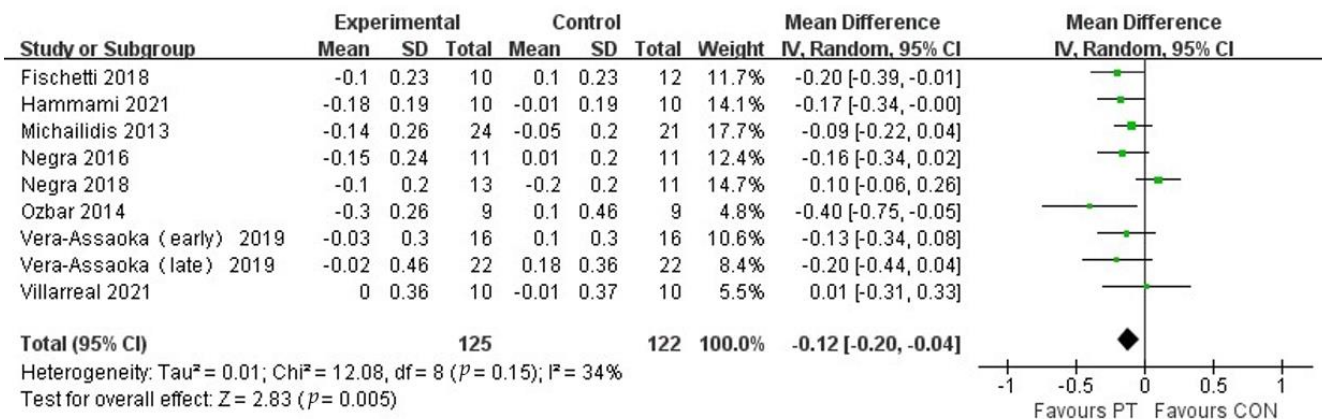 Experimental Control Mean Difference Mean Difference
Study or Subgroup Mean SD Total Mean SD Total Weight IV, Random, 95% CI IV, Random, 95% CI
Fischetti 2018 -0.1 0.23 10 0.1 0.23 12 11.7% -0.20 [-0.39, -0.01]
Hammami 2021 -0.18 0.19 10 -0.01 0.19 10 14.1% -0.17 [-0.34, -0.00]
Michailidis 2013 -0.14 0.26 24 -0.05 0.2 21 17.7% -0.09 [-0.22, 0.04]
Negra 2016 -0.15 0.24 11 0.01 0.2 11 12.4% -0.16 [-0.34, 0.02]
Negra 2018 -0.1 0.2 13 -0.2 0.2 11 14.7% 0.10 [-0.06, 0.26]
Ozbar 2014 -0.3 0.26 9 0.1 0.46 9 4.8% -0.40 [-0.75, -0.05]
Vera-Assaoka (early) 2019 -0.03 0.3 16 0.1 0.3 16 10.6% -0.13 [-0.34, 0.08]
Vera-Assaoka (late) 2019 -0.02 0.46 22 0.18 0.36 22 8.4% -0.20 [-0.44, 0.04]
Villarreal 2021 0 0.36 10 -0.01 0.37 10 5.5% 0.01 [-0.31, 0.33]
Total (95% CI) 125 122 100.0% -0.12 [-0.20, -0.04]
Heterogeneity: Tau² = 0.01; Chi² = 12.08, df = 8 (p = 0.15); I² = 34%
Test for overall effect: Z = 2.83 (p = 0.005)
-1 -0.5 0 0.5 1
Favours PT Favours CON